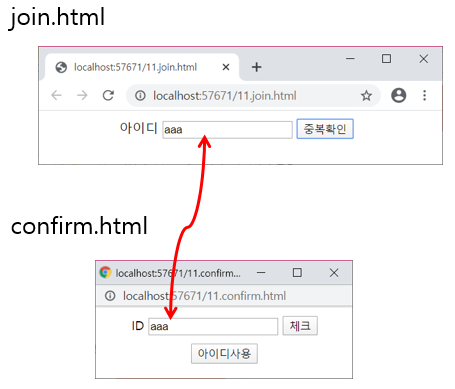 join.html
localhost:57671/11.join.html
localhost:57671/11.join.html
아이디 aaa 중복확인
confirm.html
localhost:57671/11.confirm...
localhost:57671/11.confirm.html
ID aaa 체크
아이디사용